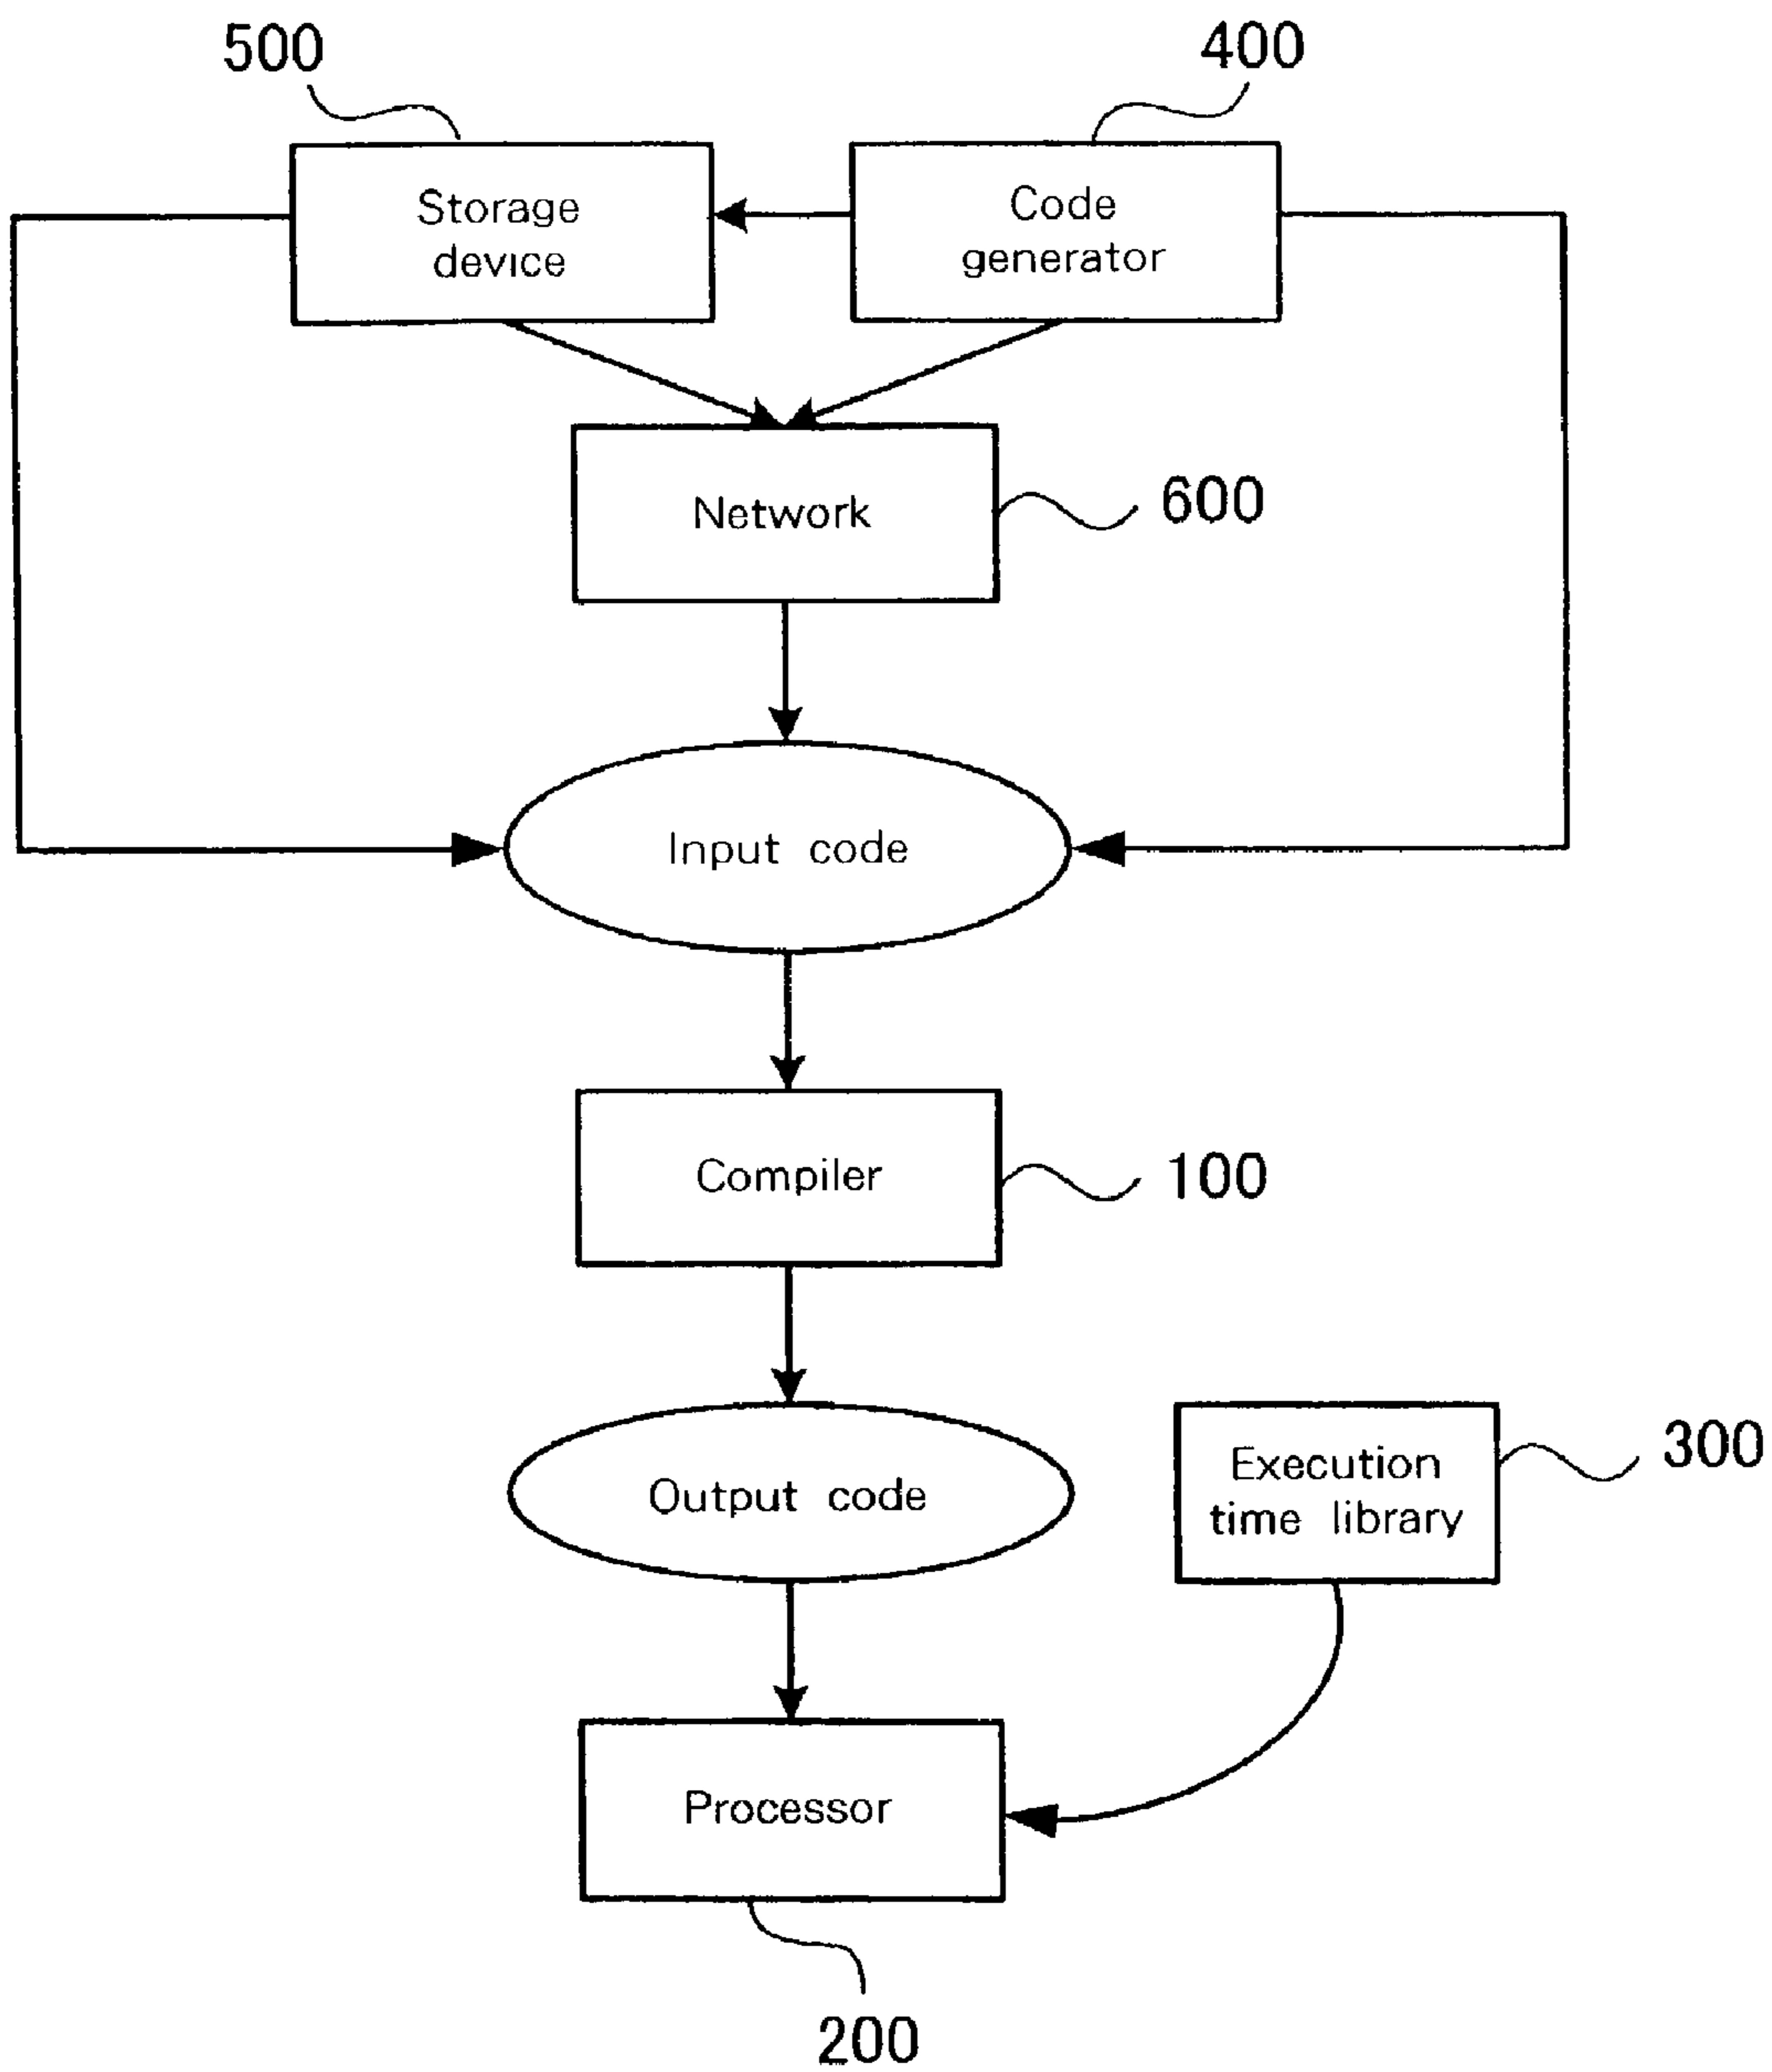 500
400
Storage
device
Code
generator
Network
600
Input code
Compiler
100
Output code
Execution
time library
300
Processor
200